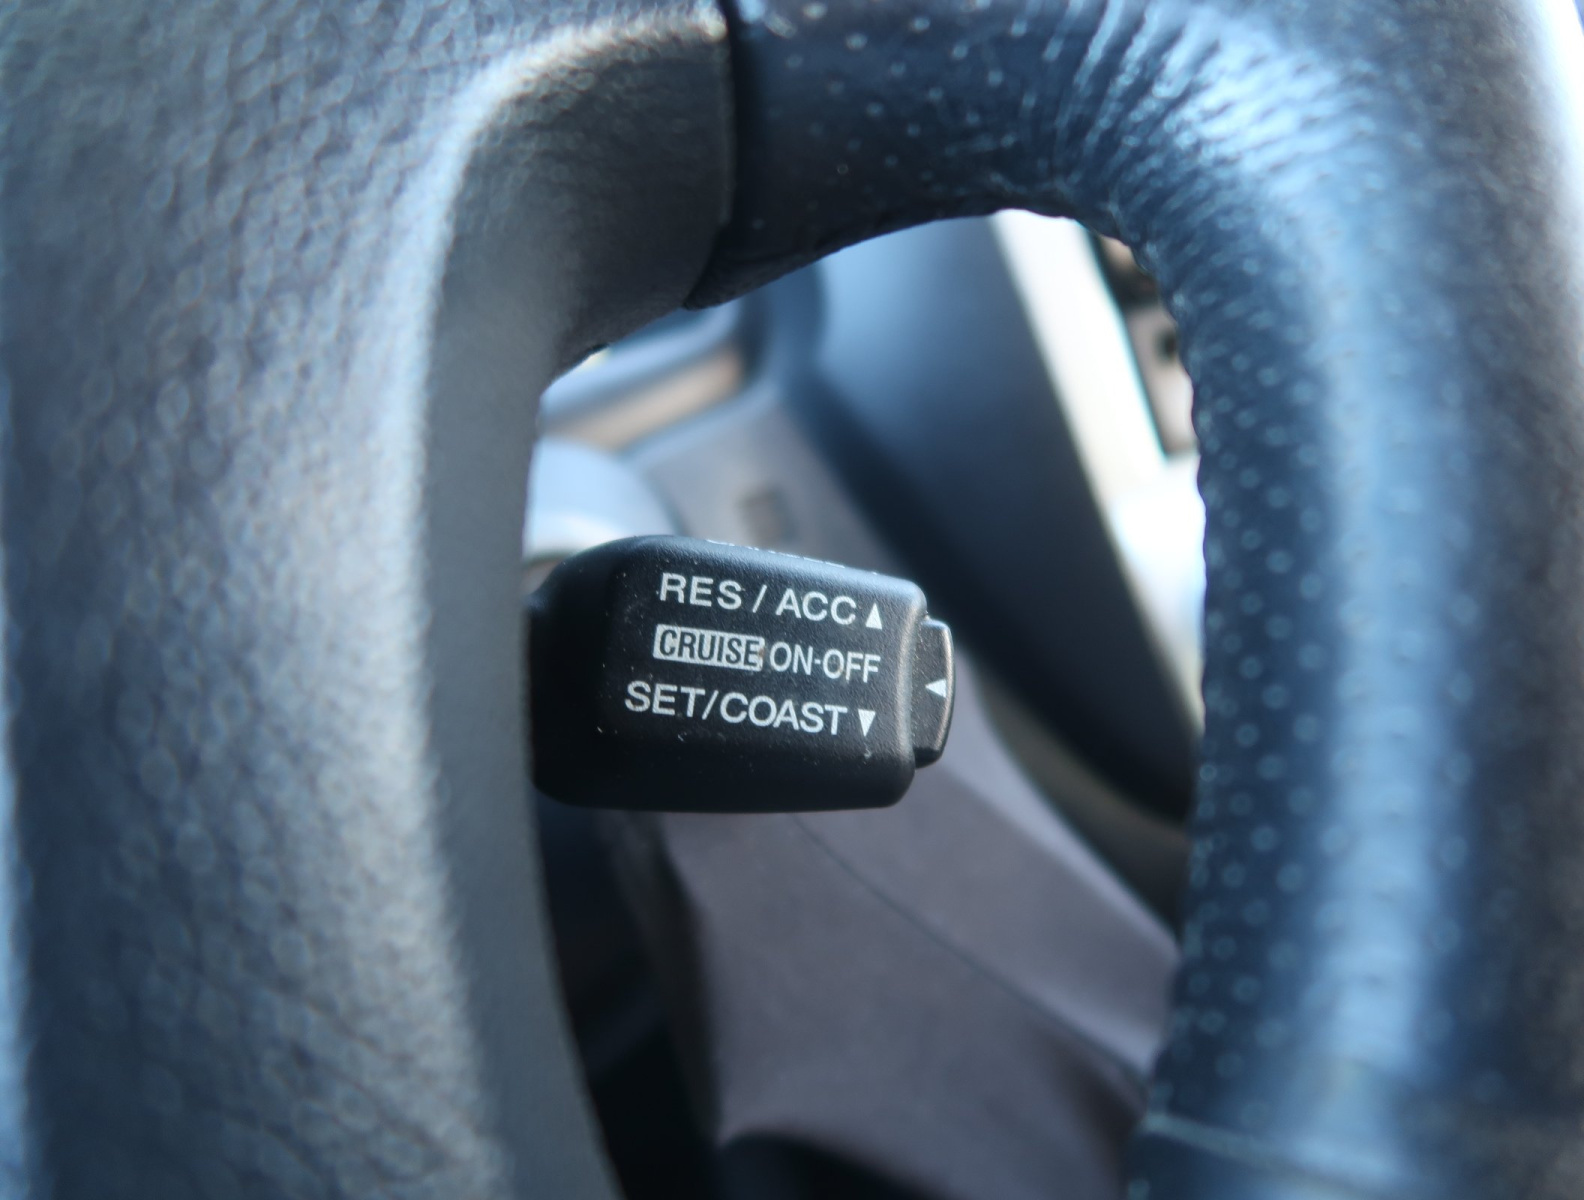 RES / ACC▲
CRUISE ON-OFF ◀
SET/COAST▼